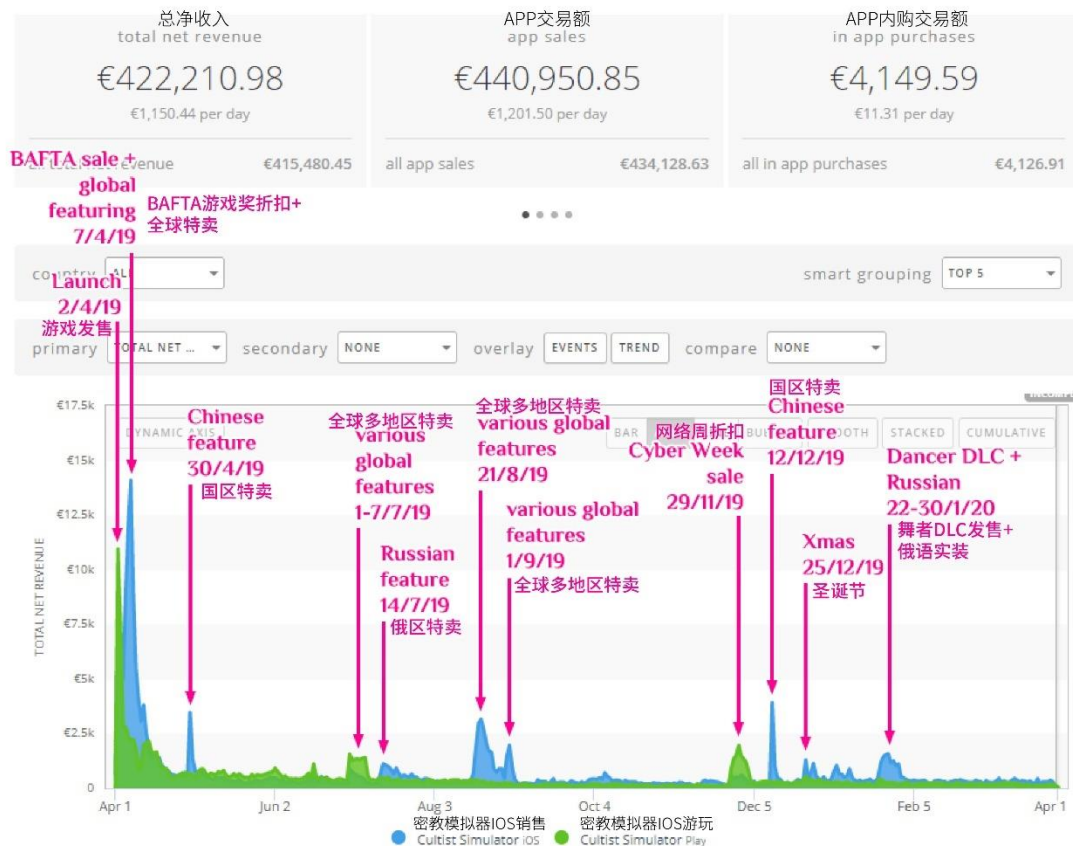 总净收入
total net revenue
€422,210.98
€1,150.44 per day
€415,480.45
APP交易额
app sales
€440,950.85
€1,201.50 per day
all app sales €434,128.63
APP内购交易额
in app purchases
€4,149.59
€11.31 per day
all in app purchases €4,126.91
BAFTA sale +
global
featuring
7/4/19
BAFTA游戏奖折扣+
全球特卖
country ALL
smart grouping TOP 5
Launch
2/4/19
游戏发售
primary TOTAL NET ... secondary NONE overlay EVENTS TREND compare NONE
€17.5k
€15k
€12.5k
€10k
€7.5k
€5k
€2.5k
0
TOTAL NET REVENUE
DYNAMIC AXIS
BAR
STACKED
CUMULATIVE
Chinese
feature
30/4/19
国区特卖
全球多地区特卖
various
global
features
1-7/7/19
Russian
feature
14/7/19
俄区特卖
全球多地区特卖
various global
features
21/8/19
various global
features
1/9/19
全球多地区特卖
网络周折扣
Cyber Week
sale
29/11/19
国区特卖
Chinese
feature
12/12/19
Xmas
25/12/19
圣诞节
Dancer DLC +
Russian
22-30/1/20
舞者DLC发售+
俄语实装
Apr 1 Jun 2 Aug 3 Oct 4 Dec 5 Feb 5 Apr 1
密教模拟器IOS销售 密教模拟器IOS游玩
Cultist Simulator iOS Cultist Simulator Play